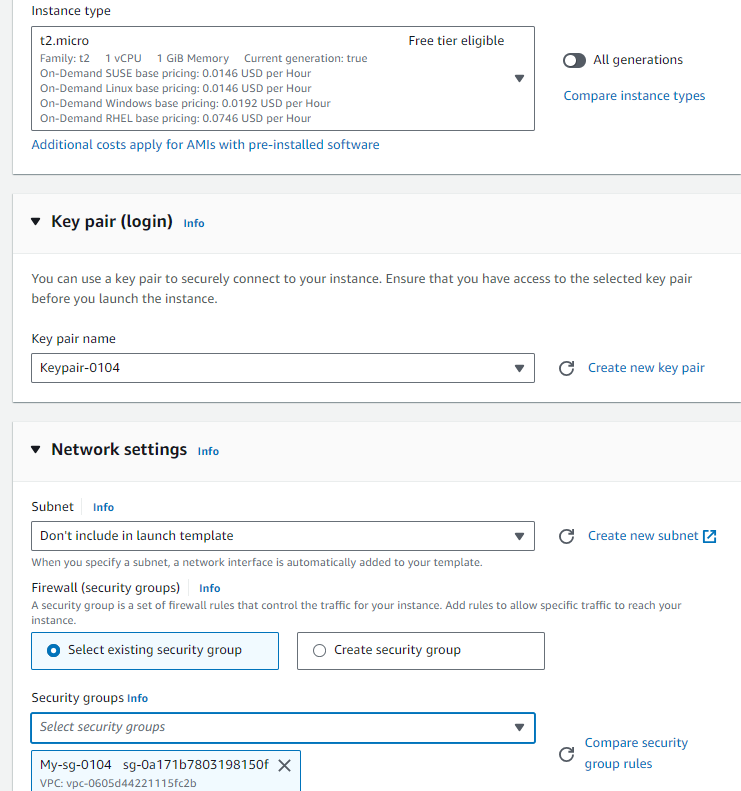 Instance type
t2.micro Free tier eligible
Family: t2 1 vCPU 1 GiB Memory Current generation: true
On-Demand SUSE base pricing: 0.0146 USD per Hour
On-Demand Linux base pricing: 0.0146 USD per Hour
On-Demand Windows base pricing: 0.0192 USD per Hour
On-Demand RHEL base pricing: 0.0746 USD per Hour
All generations
Compare instance types
Additional costs apply for AMIs with pre-installed software
Key pair (login) Info
You can use a key pair to securely connect to your instance. Ensure that you have access to the selected key pair
before you launch the instance.
Key pair name
Keypair-0104
Create new key pair
Network settings Info
Subnet Info
Don't include in launch template
Create new subnet
When you specify a subnet, a network interface is automatically added to your template.
Firewall (security groups) Info
A security group is a set of firewall rules that control the traffic for your instance. Add rules to allow specific traffic to reach your
instance.
Select existing security group
Create security group
Security groups Info
Select security groups
Compare security
group rules
My-sg-0104 sg-0a171b7803198150f
VPC: vpc-0605d44221115fc2b